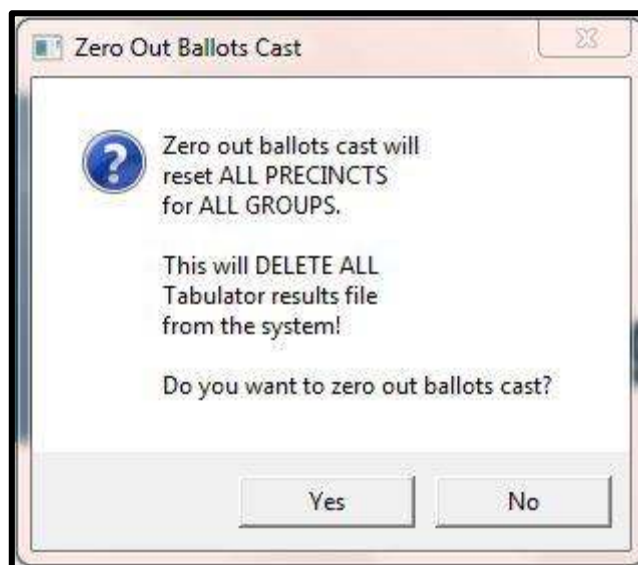 Zero Out Ballots Cast
Zero out ballots cast will
reset ALL PRECINCTS
for ALL GROUPS.
This will DELETE ALL
Tabulator results file
from the system!
Do you want to zero out ballots cast?
Yes
No